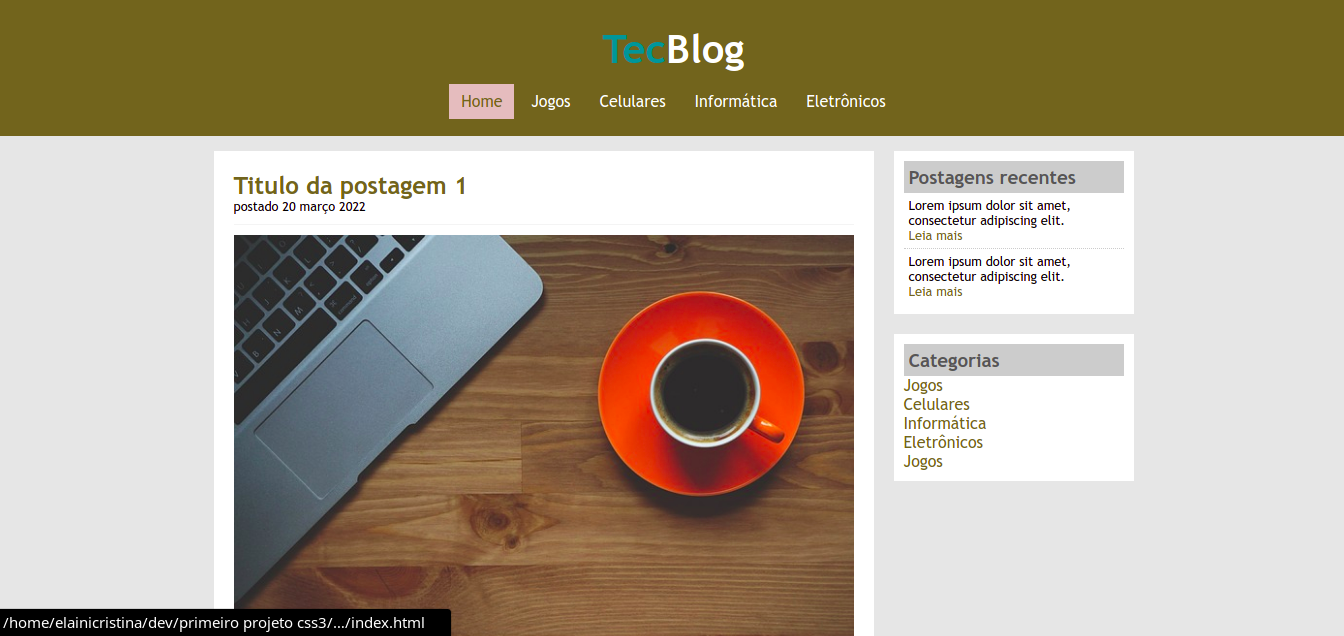 TecBlog
Home Jogos Celulares Informática Eletrônicos
Titulo da postagem 1
postado 20 março 2022
Postagens recentes
Lorem ipsum dolor sit amet,
consectetur adipiscing elit.
Leia mais
Lorem ipsum dolor sit amet,
consectetur adipiscing elit.
Leia mais
Categorias
Jogos
Celulares
Informática
Eletrônicos
Jogos
/home/elainicristina/dev/primeiro projeto css3/.../index.html